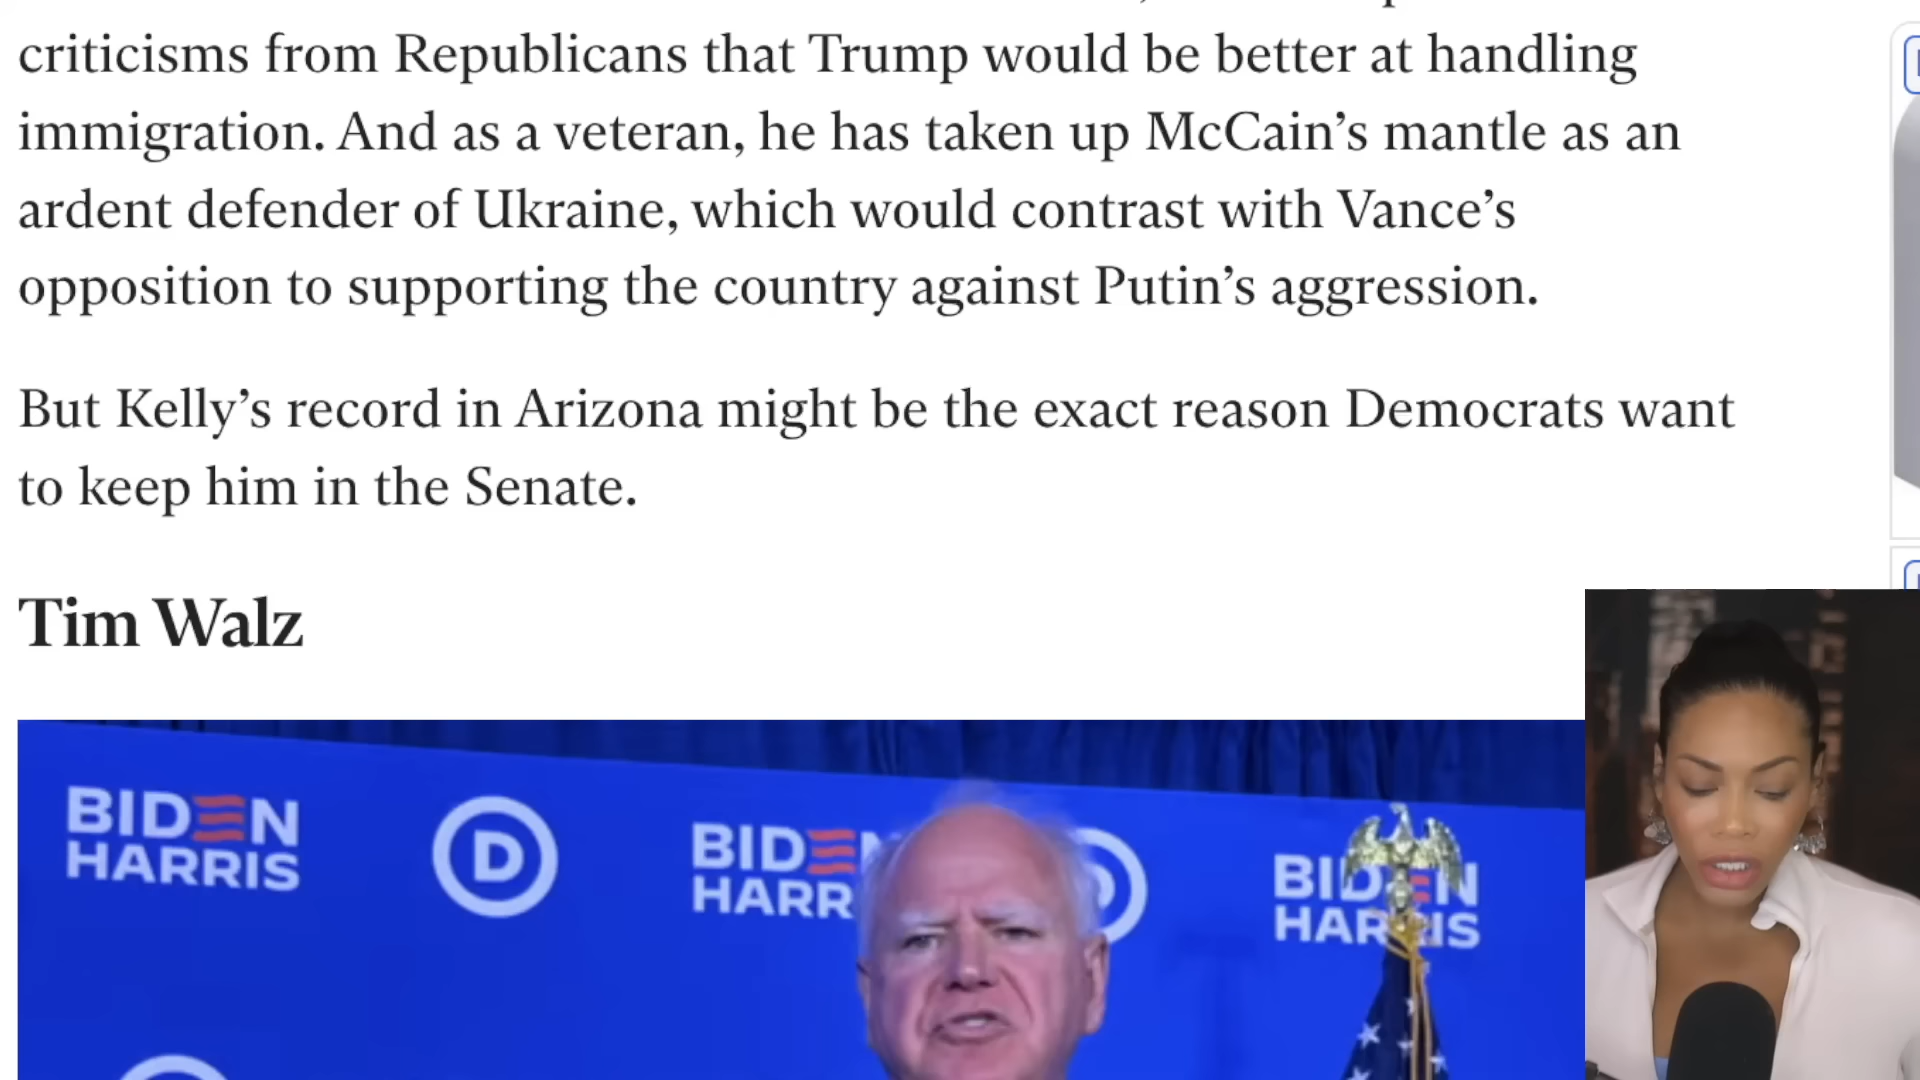 criticisms from Republicans that Trump would be better at handling
immigration. And as a veteran, he has taken up McCain’s mantle as an
ardent defender of Ukraine, which would contrast with Vance’s
opposition to supporting the country against Putin’s aggression.
But Kelly’s record in Arizona might be the exact reason Democrats want
to keep him in the Senate.
Tim Walz
BIDEN
HARRIS
D
BIDEN
HARR
BIDEN
HARRIS